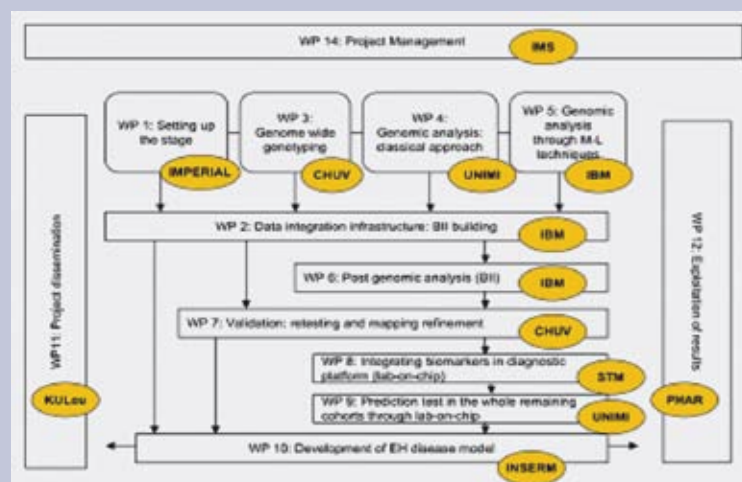 WP 14: Project Management
IMS
WP 1: Setting up
the stage
IMPERIAL
WP 3:
Genome wide
genotyping
CHUV
WP 4:
Genomic analysis:
classical approach
UNIMI
WP 5: Genomic
analysis
through M-L
techniques
IBM
WP 2: Data integration infrastructure: BII building
IBM
WP 6: Post genomic analysis (BII)
IBM
WP 7: Validation: retesting and mapping refinement
CHUV
WP 8: Integrating biomarkers in diagnostic
platform (lab-on-chip)
STM
WP 9: Prediction test in the whole remaining
cohorts through lab-on-chip
UNIMI
WP 10: Development of EH disease model
INSERM
WP11: Project dissemination
KULeu
WP 12: Exploitation of results
PHAR